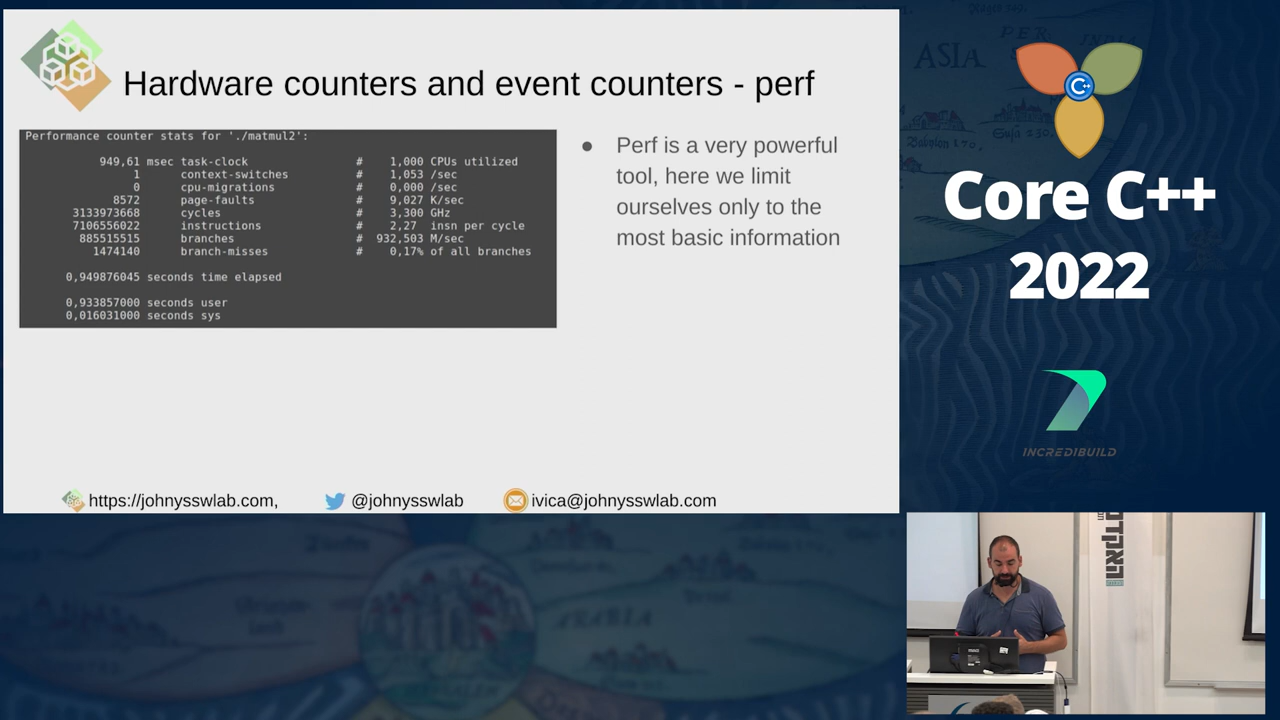 Hardware counters and event counters - perf
Performance counter stats for './matmul2':
949,61 msec task-clock # 1,000 CPUs utilized
1 context-switches # 1,053 /sec
0 cpu-migrations # 0,000 /sec
8572 page-faults # 9,027 K/sec
3133973668 cycles # 3,300 GHz
7106556022 instructions # 2,27 insn per cycle
885515515 branches # 932,503 M/sec
1474140 branch-misses # 0,17% of all branches
0,949876045 seconds time elapsed
0,933857000 seconds user
0,016031000 seconds sys
● Perf is a very powerful
tool, here we limit
ourselves only to the
most basic information
https://johnysswlab.com, @johnysswlab ivica@johnysswlab.com
ASIA
PER
INDIA
C++
Core C++
2022
INCREDIBUILD
ARABIA
האקדמ